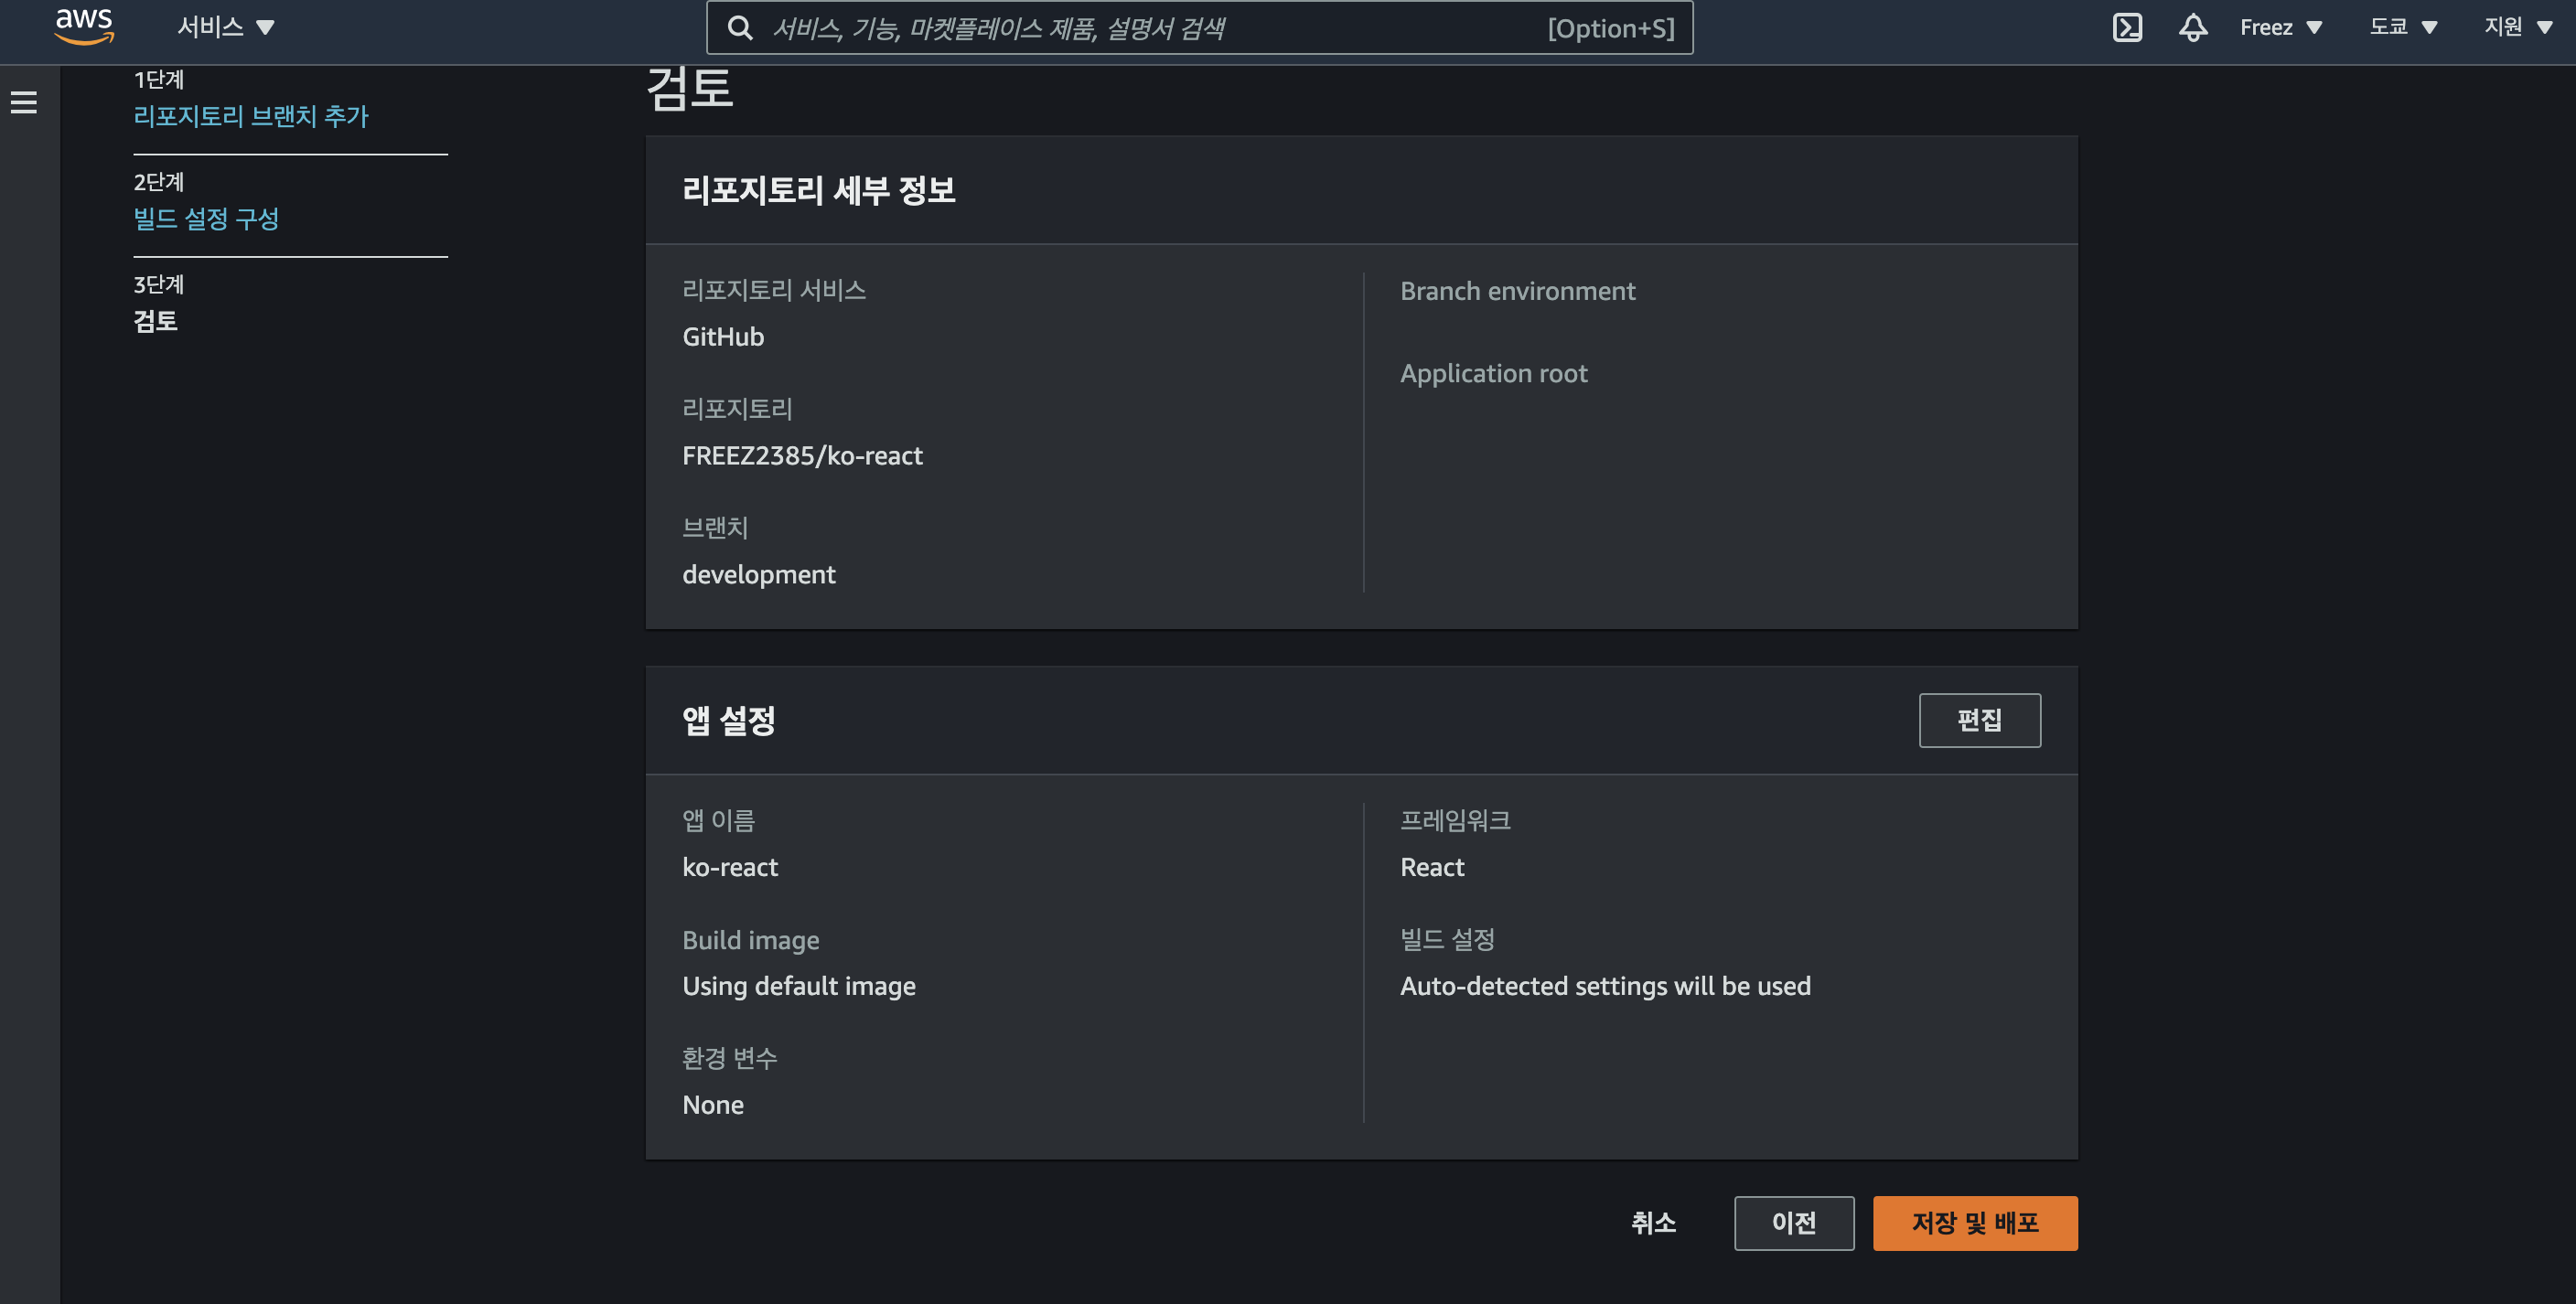 aws
서비스
서비스, 기능, 마켓플레이스 제품, 설명서 검색
[Option+S]
Freez
도쿄
지원
1단계
리포지토리 브랜치 추가
2단계
빌드 설정 구성
3단계
검토
검토
리포지토리 세부 정보
리포지토리 서비스
GitHub
리포지토리
FREEZ2385/ko-react
브랜치
development
Branch environment
Application root
앱 설정
편집
앱 이름
ko-react
Build image
Using default image
환경 변수
None
프레임워크
React
빌드 설정
Auto-detected settings will be used
취소
이전
저장 및 배포